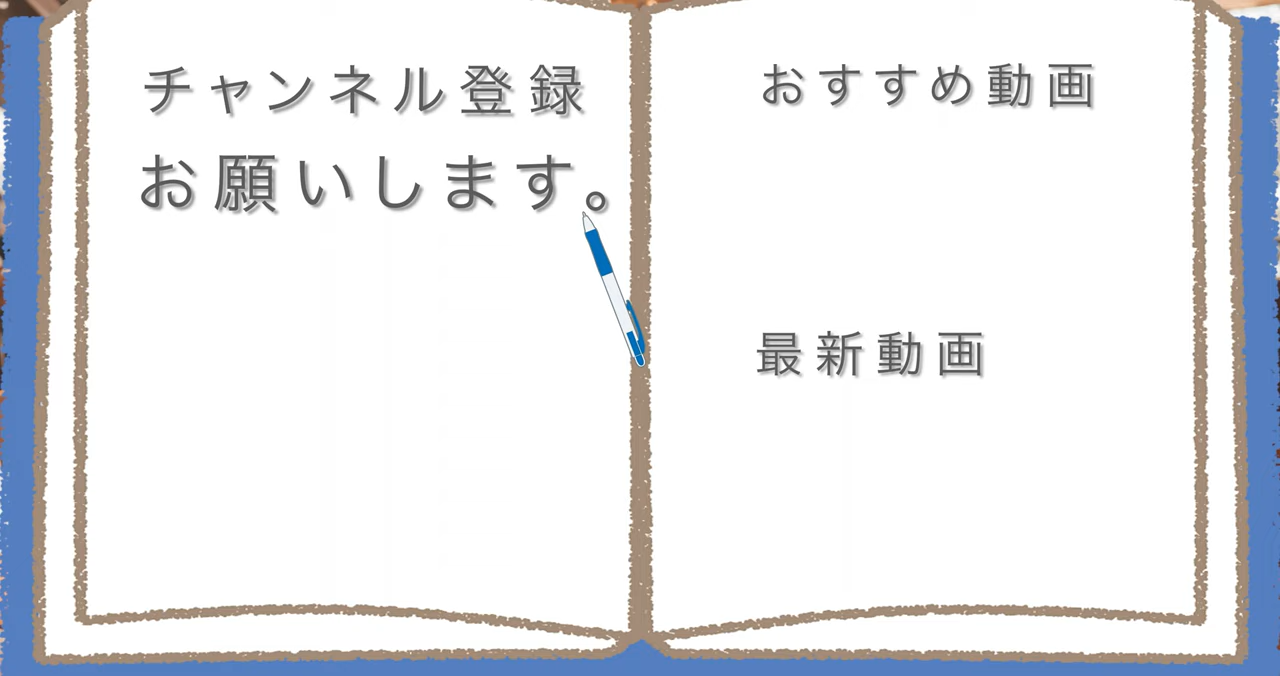 チャンネル登録
お願いします。
おすすめ動画
最新動画